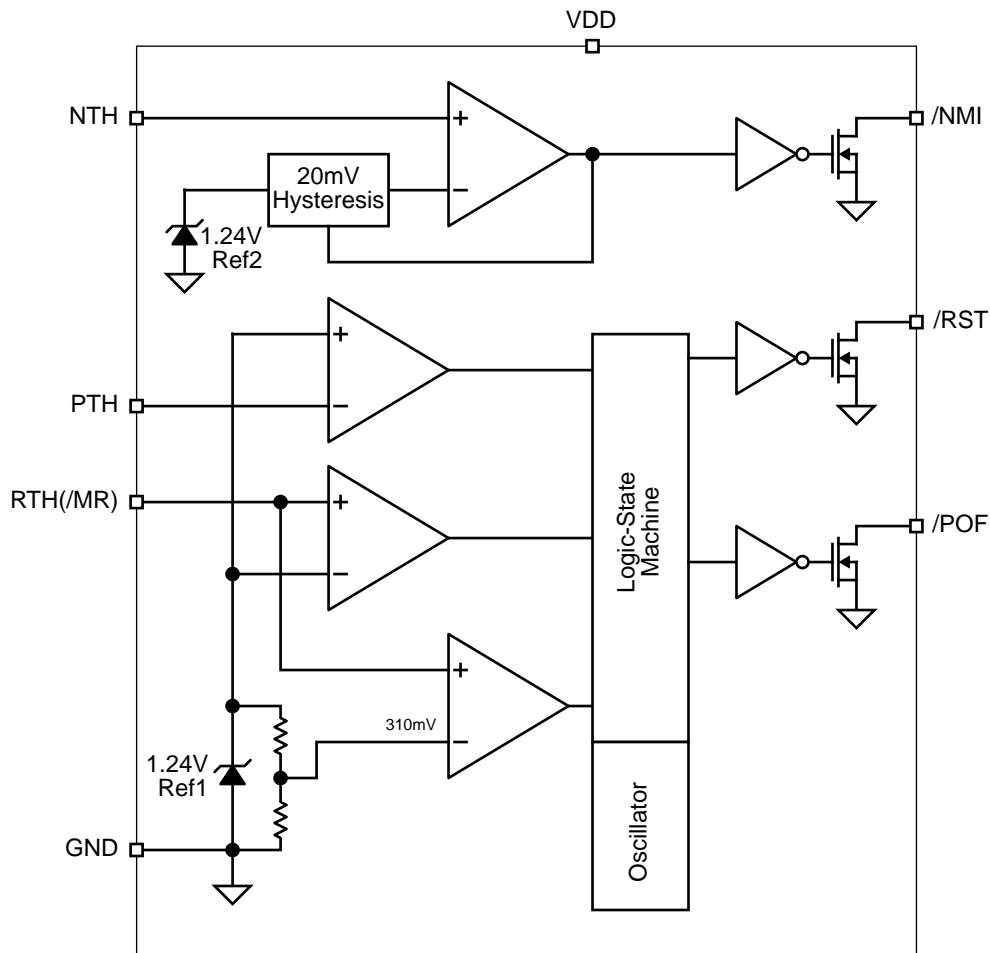 VDD
NTH
+
−
20mV
Hysteresis
1.24V
Ref2
/NMI
+
−
PTH
/RST
RTH(/MR)
+
−
Logic-State
Machine
/POF
+
−
310mV
1.24V
Ref1
GND
Oscillator